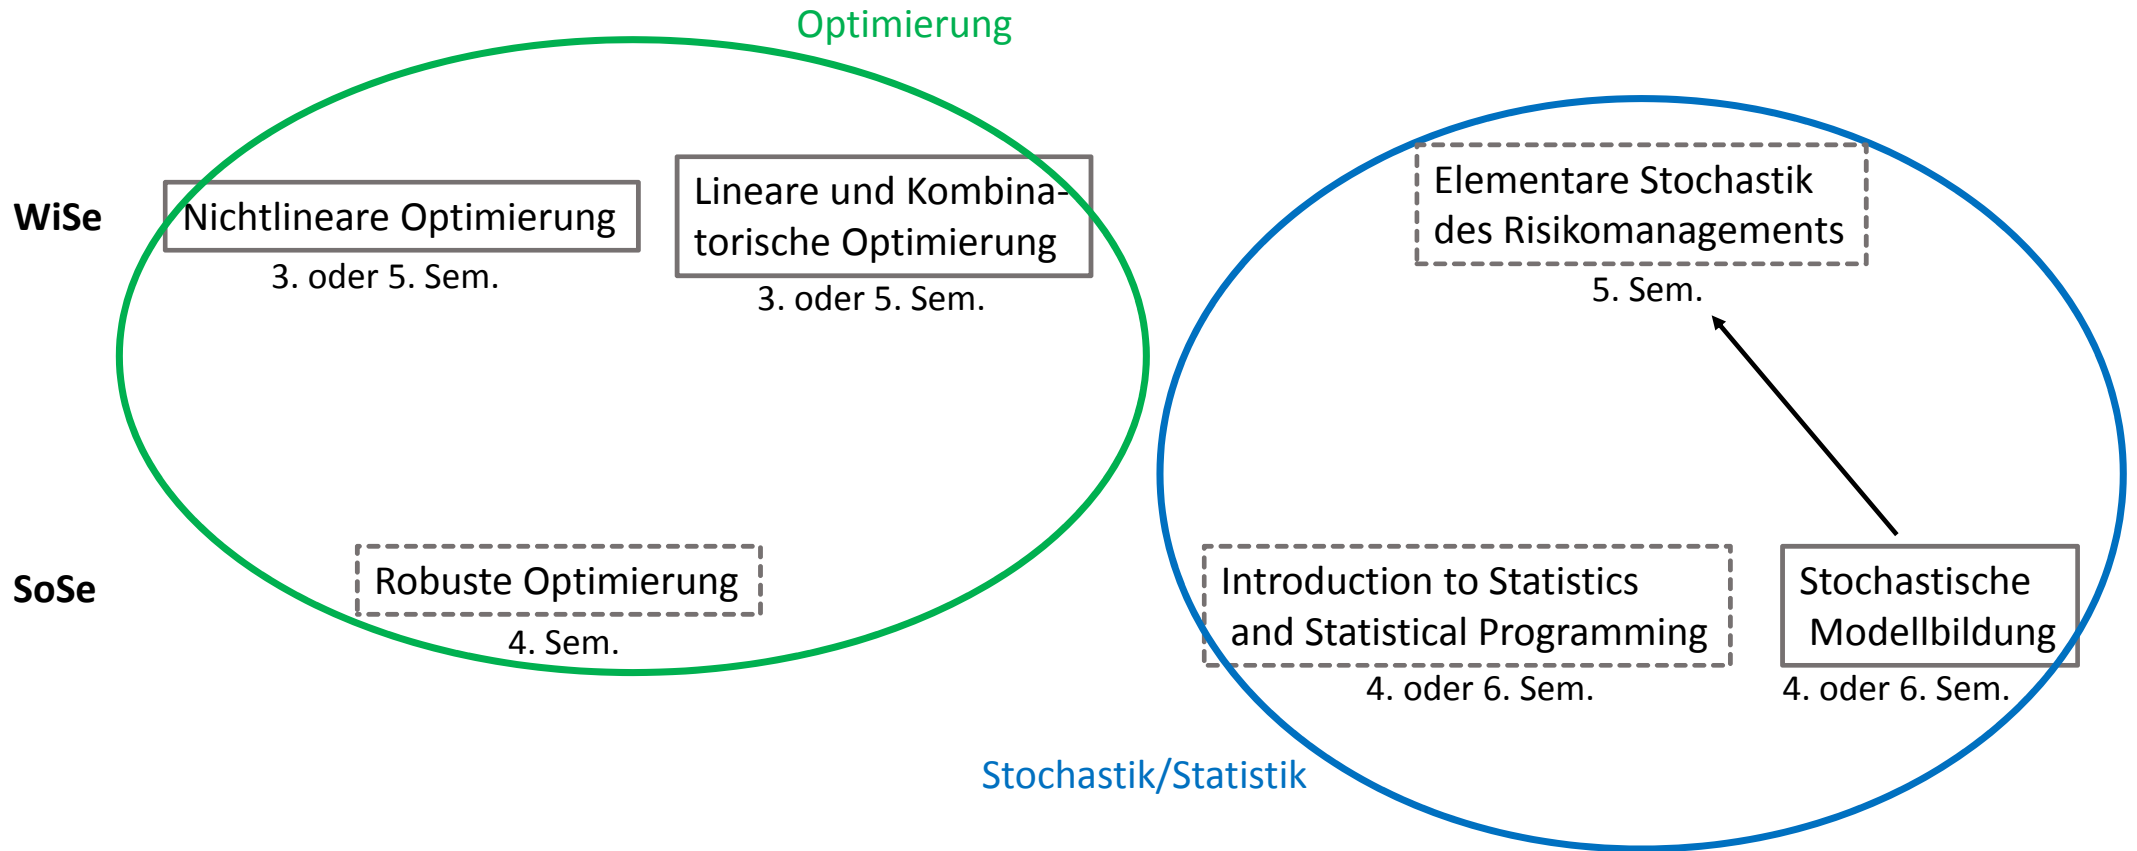 Optimierung
WiSe
Nichtlineare Optimierung
3. oder 5. Sem.
Lineare und Kombina-
torische Optimierung
3. oder 5. Sem.
Elementare Stochastik
des Risikomanagements
5. Sem.
SoSe
Robuste Optimierung
4. Sem.
Introduction to Statistics
and Statistical Programming
4. oder 6. Sem.
Stochastische
Modellbildung
4. oder 6. Sem.
Stochastik/Statistik